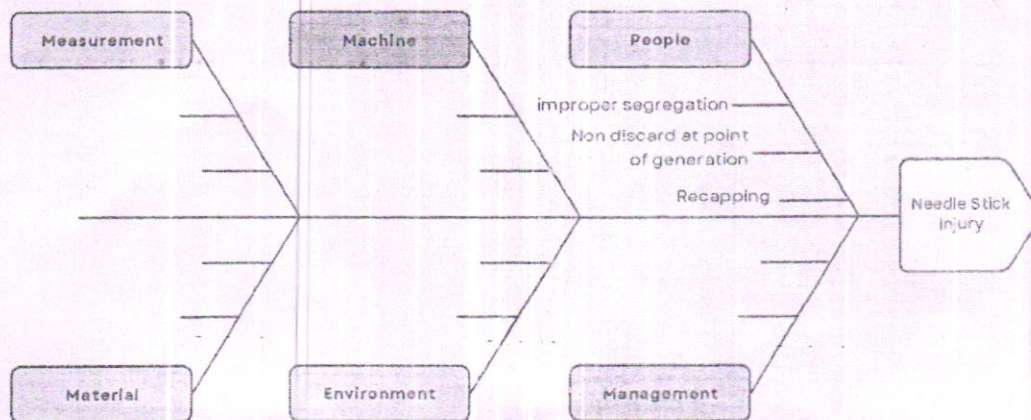 Measurement
Machine
People
improper segregation
Non discard at point
of generation
Recapping
Needle Stick
Injury
Material
Environment
Management